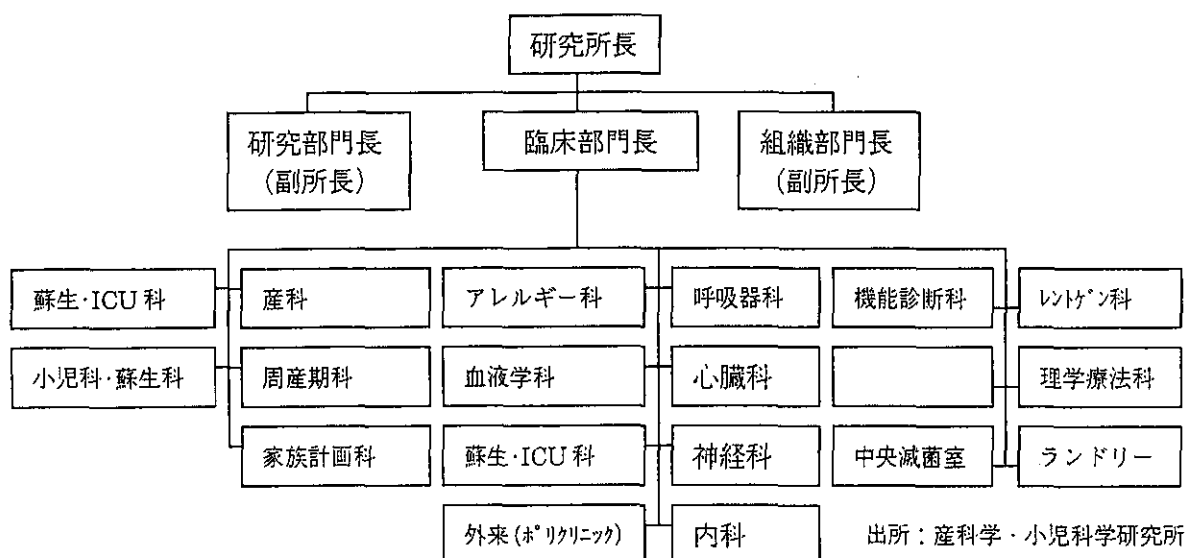 研究所長
研究部門長
(副所長)
臨床部門長
組織部門長
(副所長)
蘇生·ICU科
産科
アレルギー科
呼吸器科
機能診断科
ﾚﾝﾄｹﾞﾝ科
小児科·蘇生科
周産期科
血液学科
心臓科
理学療法科
家族計画科
蘇生·ICU科
神経科
中央滅菌室
ランドリー
外来(ﾎﾟﾘｸﾘﾆｯｸ)
内科
出所：産科学·小児科学研究所